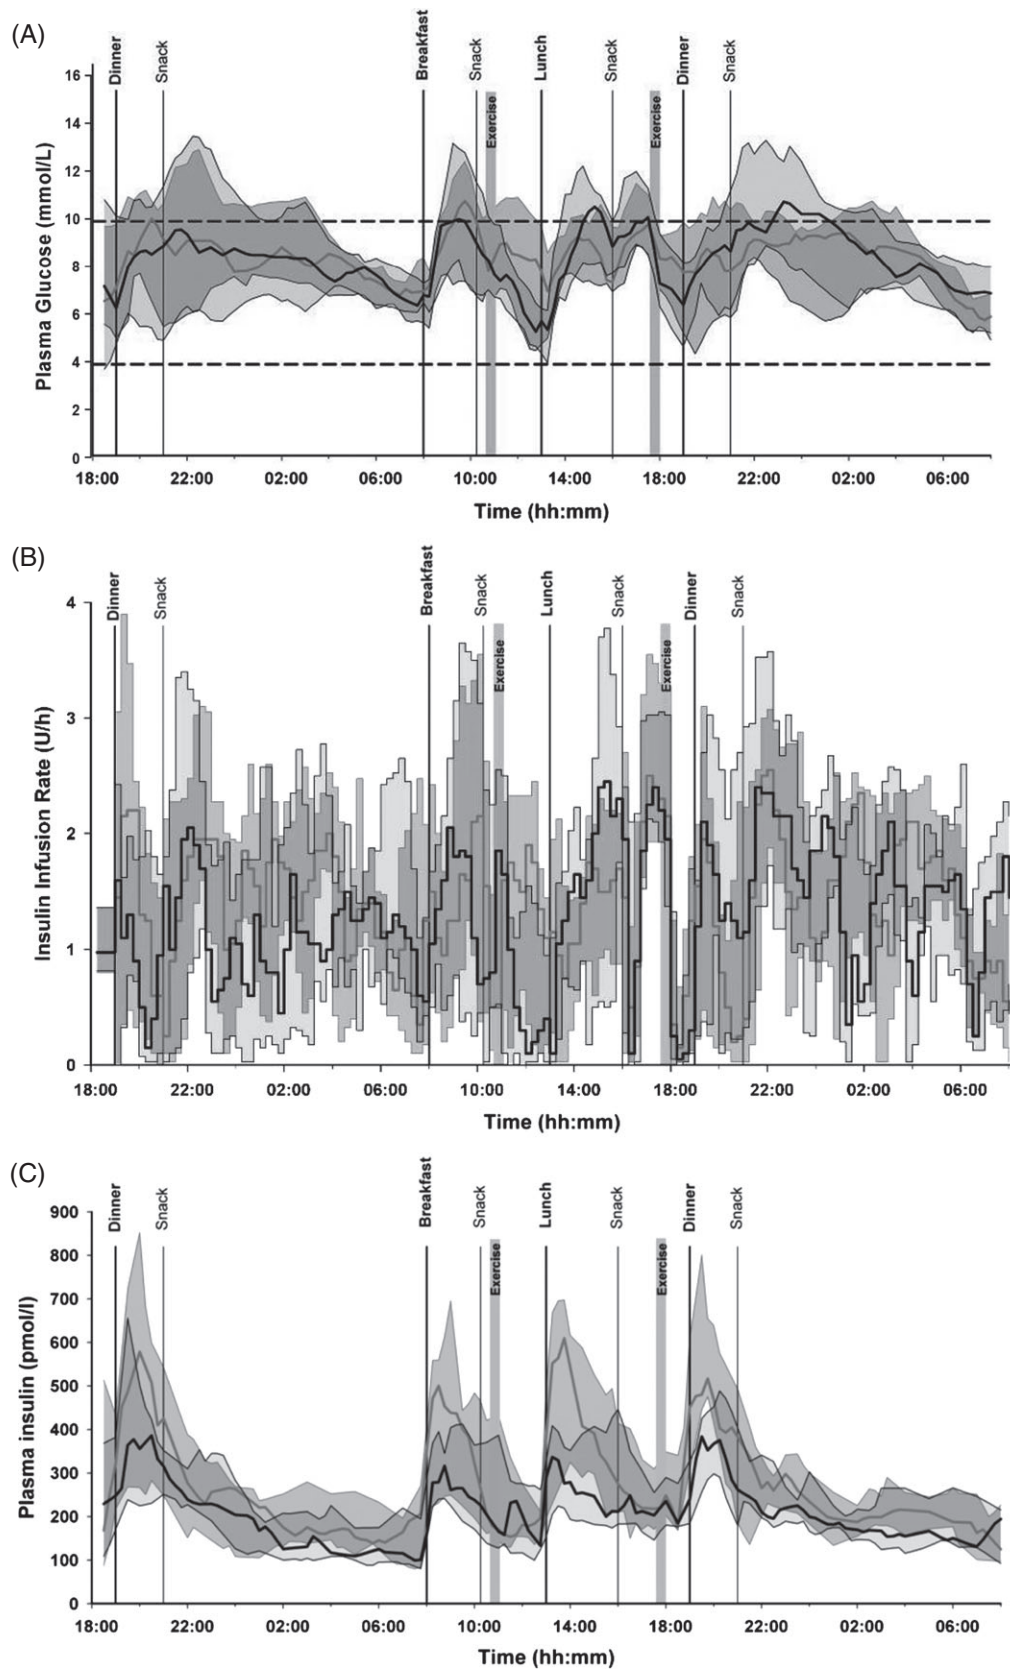 (A)
Dinner
Snack
Breakfast
Snack
Exercise
Lunch
Snack
Exercise
Dinner
Snack
Plasma Glucose (mmol/L)
16
14
12
10
8
6
4
2
0
18:00 22:00 02:00 06:00 10:00 14:00 18:00 22:00 02:00 06:00
Time (hh:mm)
(B)
Dinner
Snack
Breakfast
Snack
Exercise
Lunch
Snack
Exercise
Dinner
Snack
Insulin Infusion Rate (U/h)
4
3
2
1
0
18:00 22:00 02:00 06:00 10:00 14:00 18:00 22:00 02:00 06:00
Time (hh:mm)
(C)
Dinner
Snack
Breakfast
Snack
Exercise
Lunch
Snack
Exercise
Dinner
Snack
Plasma insulin (pmol/l)
900
800
700
600
500
400
300
200
100
0
18:00 22:00 02:00 06:00 10:00 14:00 18:00 22:00 02:00 06:00
Time (hh:mm)